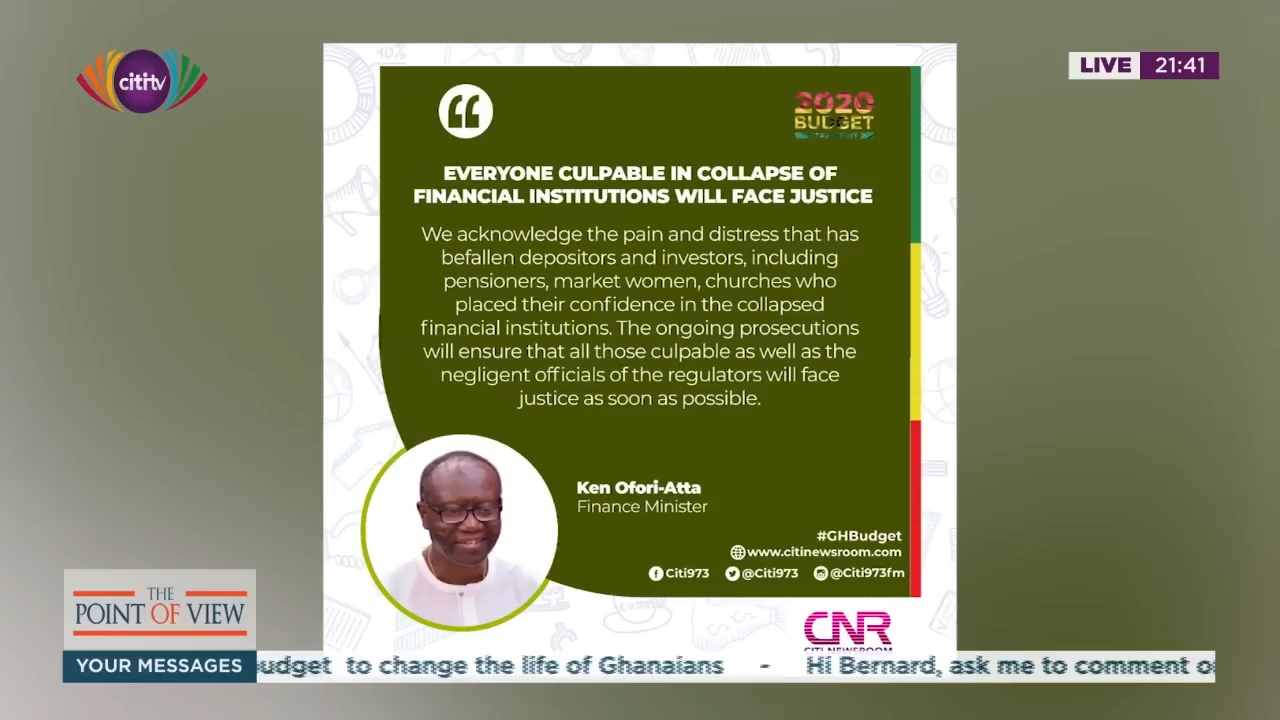 citi tv
LIVE 21:41
2020
BUDGET
EVERYONE CULPABLE IN COLLAPSE OF
FINANCIAL INSTITUTIONS WILL FACE JUSTICE
We acknowledge the pain and distress that has
befallen depositors and investors, including
pensioners, market women, churches who
placed their confidence in the collapsed
financial institutions. The ongoing prosecutions
will ensure that all those culpable as well as the
negligent officials of the regulators will face
justice as soon as possible.
Ken Ofori-Atta
Finance Minister
#GHBudget
www.citinewsroom.com
Citi973 @Citi973 @Citi973fm
CNR
CITI NEWSROOM
THE
POINT OF VIEW
YOUR MESSAGES udget to change the life of Ghanaians - Hi Bernard, ask me to comment o